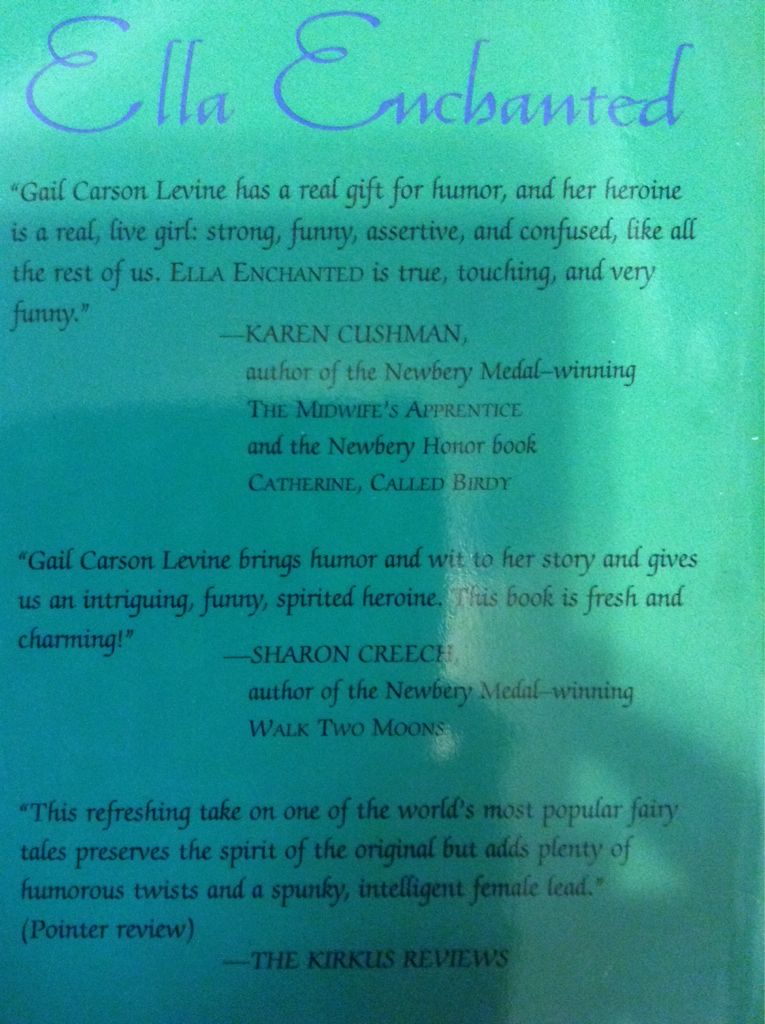 Ella Enchanted
“Gail Carson Levine has a real gift for humor, and her heroine
is a real, live girl: strong, funny, assertive, and confused, like all
the rest of us. ELLA ENCHANTED is true, touching, and very
funny.”
—KAREN CUSHMAN,
author of the Newbery Medal–winning
THE MIDWIFE'S APPRENTICE
and the Newbery Honor book
CATHERINE, CALLED BIRDY
“Gail Carson Levine brings humor and wit to her story and gives
us an intriguing, funny, spirited heroine. This book is fresh and
charming!”
—SHARON CREECH,
author of the Newbery Medal–winning
WALK TWO MOONS
“This refreshing take on one of the world's most popular fairy
tales preserves the spirit of the original but adds plenty of
humorous twists and a spunky, intelligent female lead.”
(Pointer review)
—THE KIRKUS REVIEWS